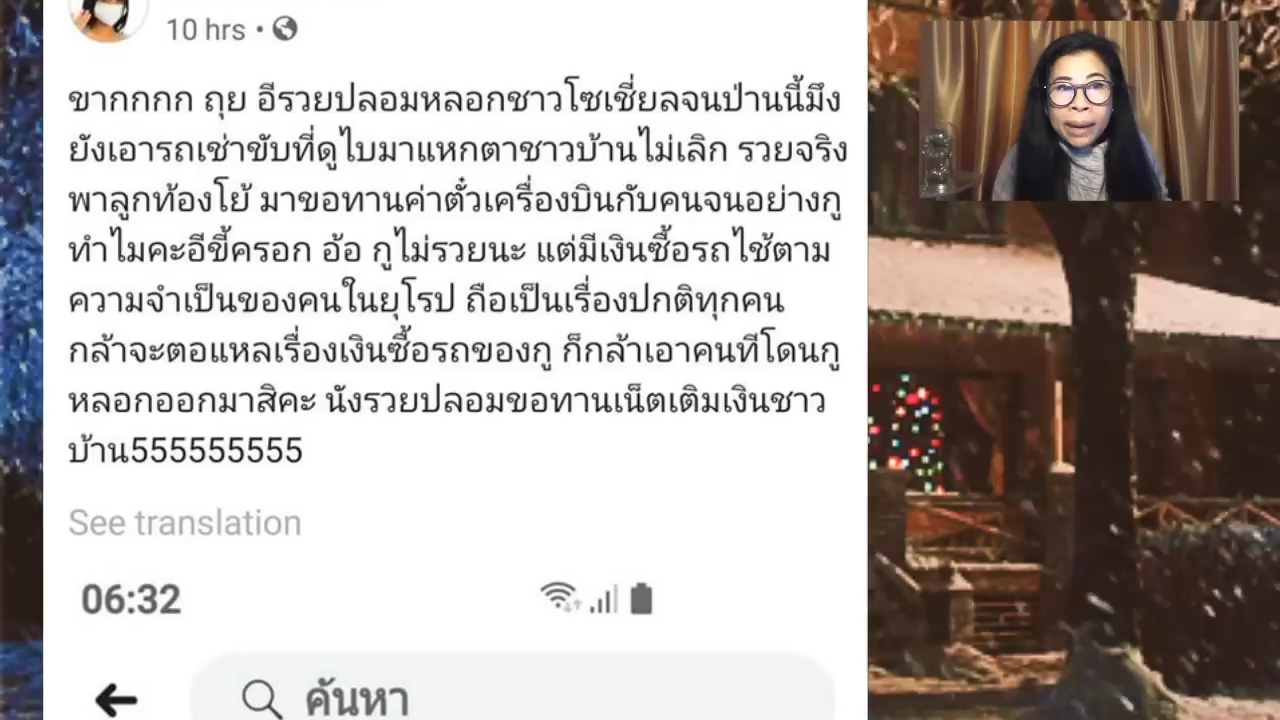 10 hrs •
ขากกกก ถุย อีรวยปลอมหลอกชาวโซเชี่ยลจนป่านนี้มึง
ยังเอารถเช่าขับที่ดูไบมาแหกตาชาวบ้านไม่เลิก รวยจริง
พาลูกท้องโย้ มาขอทานค่าตั๋วเครื่องบินกับคนจนอย่างกู
ทำไมคะอีขี้ครอก อ้อ กูไม่รวยนะ แต่มีเงินซื้อรถไช้ตาม
ความจำเป็นของคนในยุโรป ถือเป็นเรื่องปกติทุกคน
กล้าจะตอแหลเรื่องเงินซื้อรถของกู ก็กล้าเอาคนทีโดนกู
หลอกออกมาสิคะ นังรวยปลอมขอทานเน็ตเติมเงินชาว
บ้าน555555555
See translation
06:32
ค้นหา